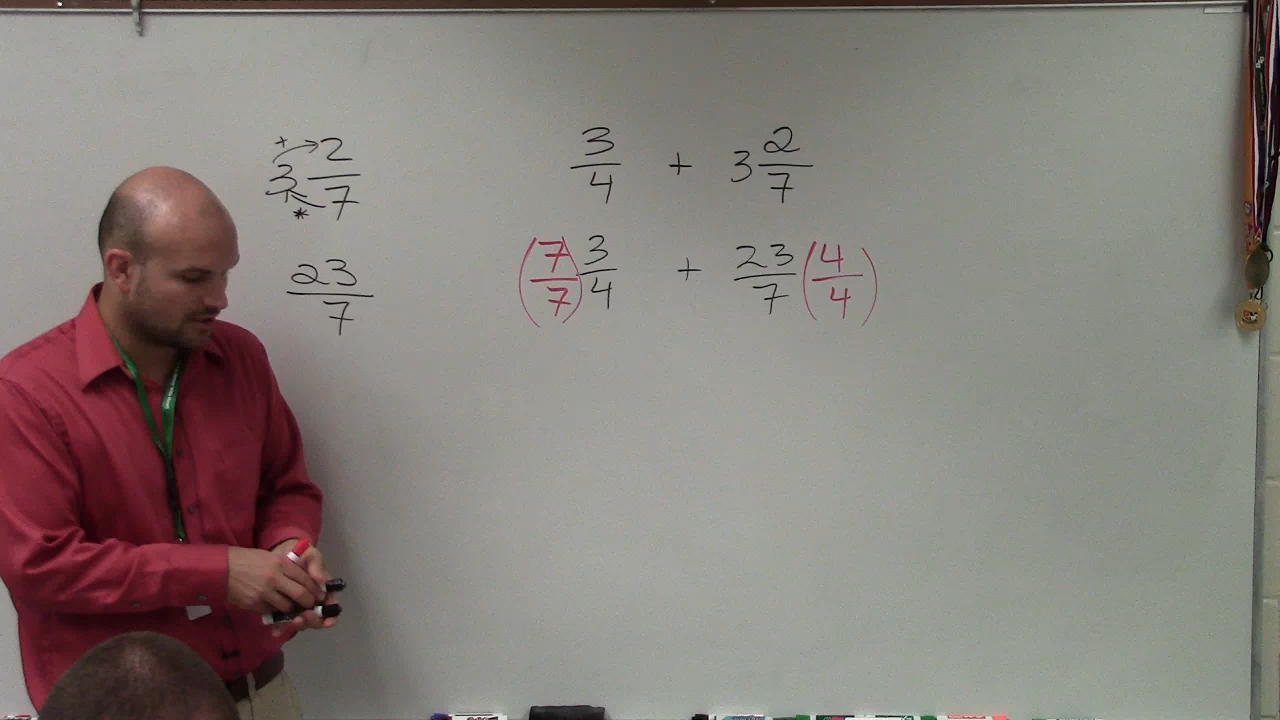 +
3 2/7
*
23/7
3/4 + 3 2/7
(7/7) 3/4 + 23/7 (4/4)